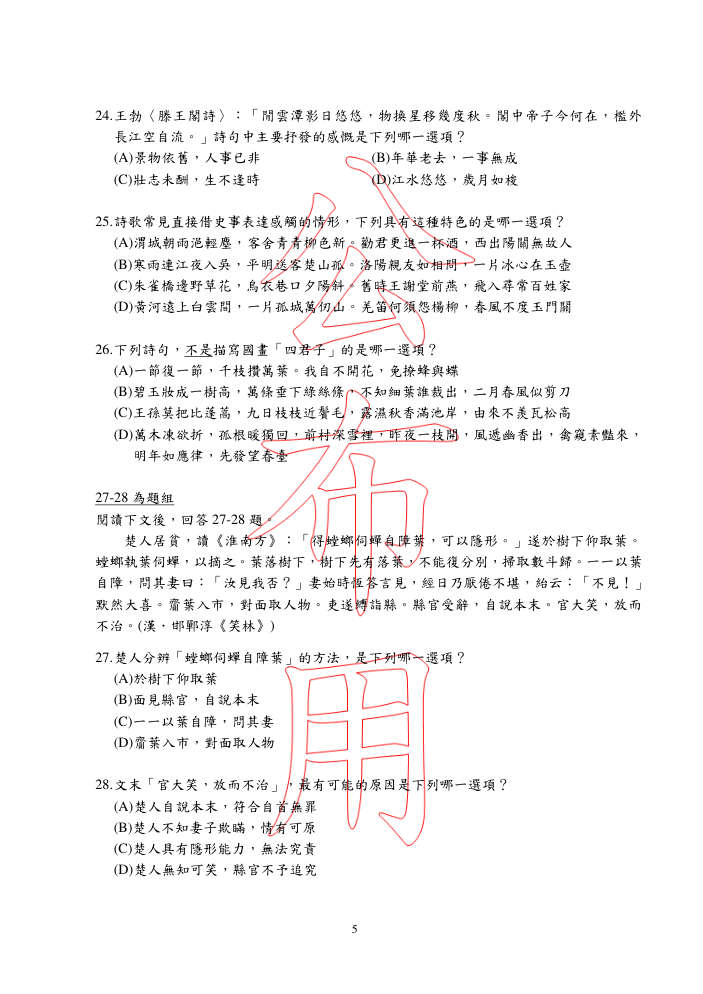 24.王勃〈滕王閣詩〉：「閒雲潭影日悠悠，物換星移幾度秋。閣中帝子今何在，檻外
長江空自流。」詩句中主要抒發的感慨是下列哪一選項？
(A)景物依舊，人事已非 (B)年華老去，一事無成
(C)壯志未酬，生不逢時 (D)江水悠悠，歲月如梭
25.詩歌常見直接借史事表達感觸的情形，下列具有這種特色的是哪一選項？
(A)渭城朝雨浥輕塵，客舍青青柳色新。勸君更進一杯酒，西出陽關無故人
(B)寒雨連江夜入吳，平明送客楚山孤。洛陽親友如相問，一片冰心在玉壺
(C)朱雀橋邊野草花，烏衣巷口夕陽斜。舊時王謝堂前燕，飛入尋常百姓家
(D)黃河遠上白雲間，一片孤城萬仞山。羌笛何須怨楊柳，春風不度玉門關
26.下列詩句，不是描寫國畫「四君子」的是哪一選項？
(A)一節復一節，千枝攢萬葉。我自不開花，免撩蜂與蝶
(B)碧玉妝成一樹高，萬條垂下綠絲絛，不知細葉誰裁出，二月春風似剪刀
(C)王孫莫把比蓬蒿，九日枝枝近鬢毛，露濕秋香滿池岸，由來不羨瓦松高
(D)萬木凍欲折，孤根暖獨回，前村深雪裡，昨夜一枝開，風遞幽香出，禽窺素豔來，
明年如應律，先發望春臺
27-28 為題組
閱讀下文後，回答 27-28 題。
楚人居貧，讀《淮南方》：「得螳螂伺蟬自障葉，可以隱形。」遂於樹下仰取葉。
螳螂執葉伺蟬，以摘之。葉落樹下，樹下先有落葉，不能復分別，掃取數斗歸。一一以葉
自障，問其妻曰：「汝見我否？」妻始時恆答言見，經日乃厭倦不堪，紿云：「不見！」
默然大喜。齎葉入市，對面取人物。吏遂縛詣縣。縣官受辭，自說本末。官大笑，放而
不治。(漢．邯鄲淳《笑林》)
27.楚人分辨「螳螂伺蟬自障葉」的方法，是下列哪一選項？
(A)於樹下仰取葉
(B)面見縣官，自說本末
(C)一一以葉自障，問其妻
(D)齎葉入市，對面取人物
28.文末「官大笑，放而不治」，最有可能的原因是下列哪一選項？
(A)楚人自說本末，符合自首無罪
(B)楚人不知妻子欺瞞，情有可原
(C)楚人具有隱形能力，無法究責
(D)楚人無知可笑，縣官不予追究
公布用
5